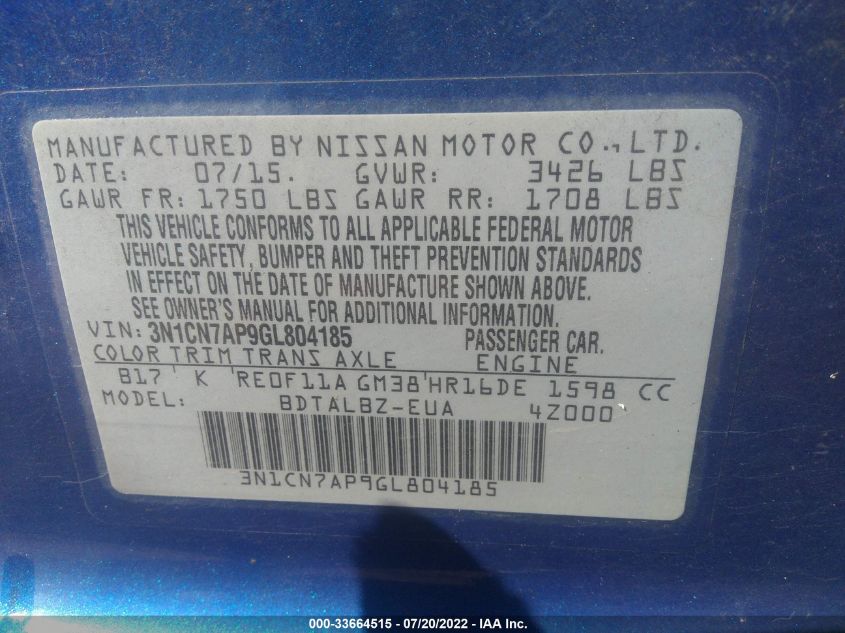 MANUFACTURED BY NISSAN MOTOR CO., LTD.
DATE: 07/15. GVWR: 3426 LBS
GAWR FR: 1750 LBS GAWR RR: 1708 LBS
THIS VEHICLE CONFORMS TO ALL APPLICABLE FEDERAL MOTOR
VEHICLE SAFETY, BUMPER AND THEFT PREVENTION STANDARDS
IN EFFECT ON THE DATE OF MANUFACTURE SHOWN ABOVE.
SEE OWNER'S MANUAL FOR ADDITIONAL INFORMATION.
VIN: 3N1CN7AP9GL804185 PASSENGER CAR.
COLOR TRIM TRANS AXLE ENGINE
B17 K RE0F11A GM38 HR16DE 1598 CC
MODEL: BDTALBZ-EUA 4Z000
3N1CN7AP9GL804185
000-33664515 - 07/20/2022 - IAA Inc.